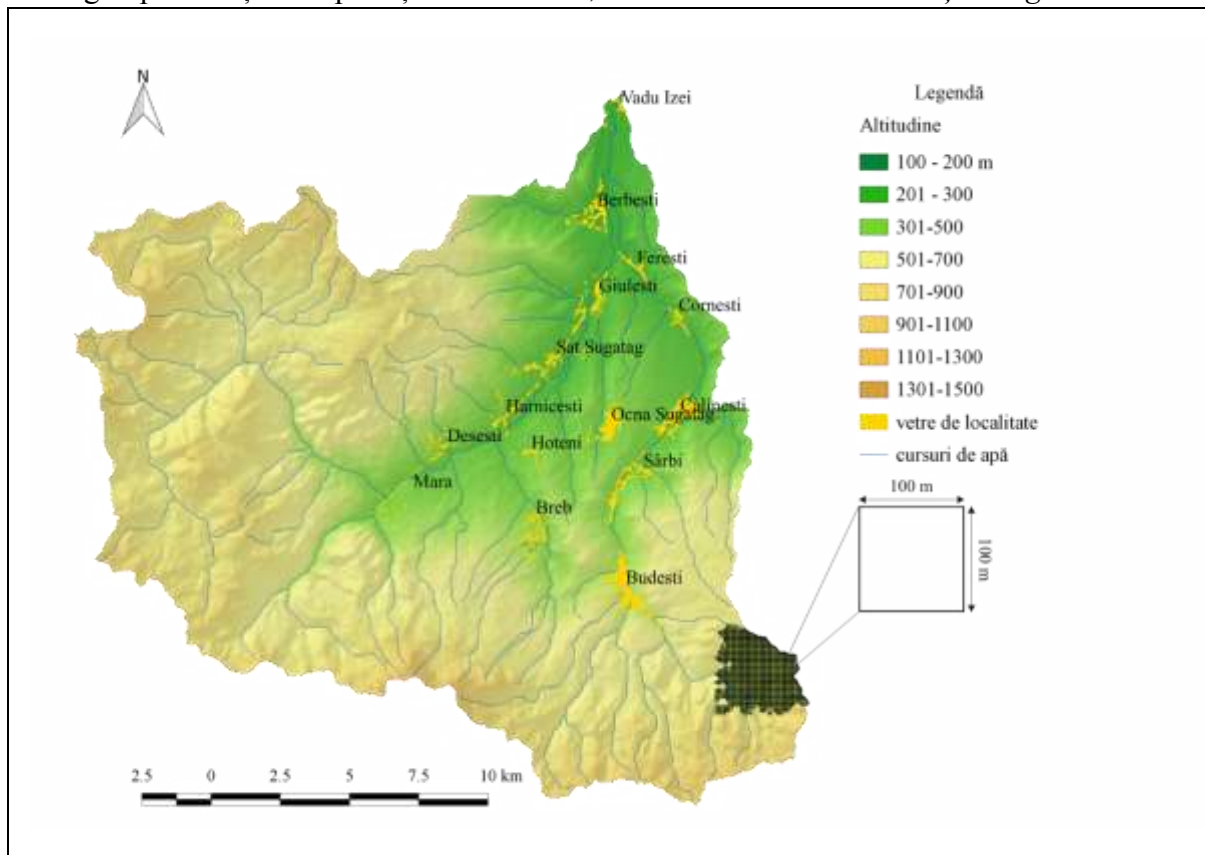 N
Vadu Izei
Berbesti
Feresti
Giulesti
Cornesti
Sat Sugatag
Harnicesti
Ocna Sugatag
Calinesti
Desesti
Hoteni
Sârbi
Mara
Breb
Budesti
Legendă
Altitudine
100 - 200 m
201 - 300
301-500
501-700
701-900
901-1100
1101-1300
1301-1500
vetre de localitate
cursuri de apă
100 m
100 m
2.5 0 2.5 5 7.5 10 km